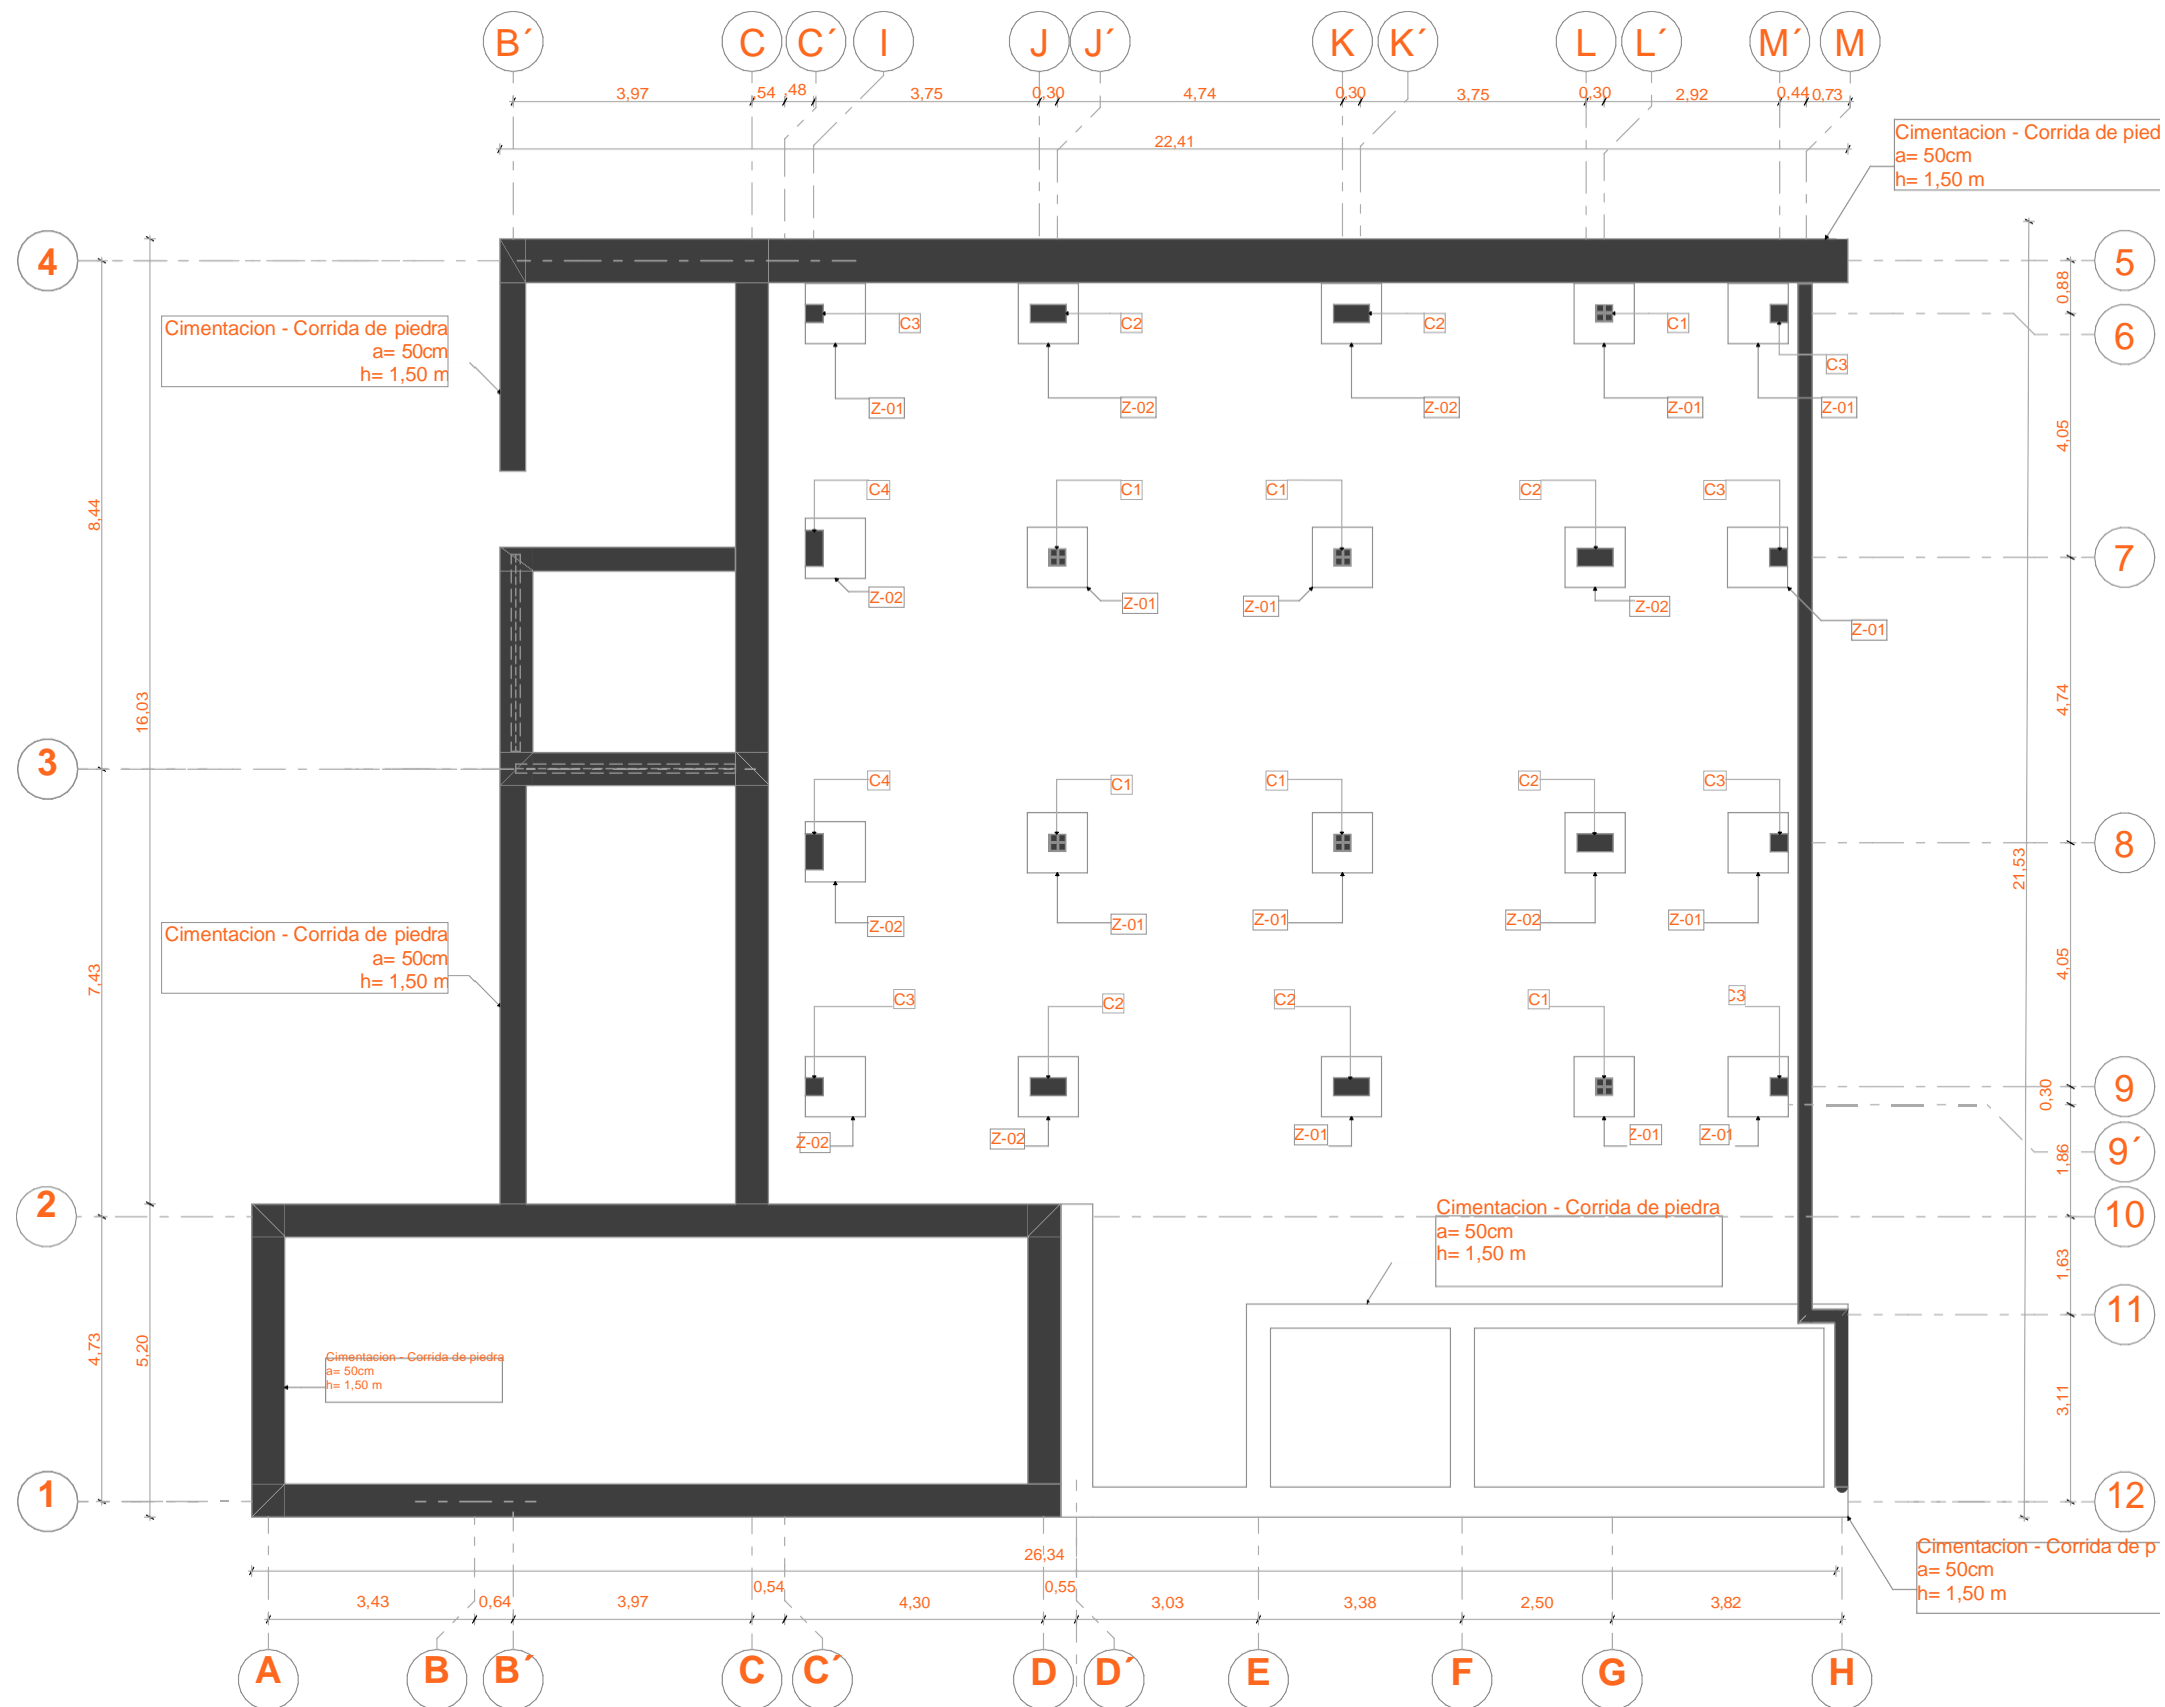 B´ C C´ I J J´ K K´ L L´ M´ M
3,97 ,54 ,48 3,75 0,30 4,74 0,30 3,75 0,30 2,92 0,44 0,73
22,41
Cimentacion - Corrida de pied
a= 50cm
h= 1,50 m
4 5
0,88
C3 C2 C2 C1
6
Cimentacion - Corrida de piedra
a= 50cm
h= 1,50 m
C3
Z-01 Z-02 Z-02 Z-01 Z-01
4,05
C4 C1 C1 C2 C3
8,44
7
Z-02 Z-01 Z-01 Z-02
Z-01
16,03
4,74
3
C4 C1 C1 C2 C3
8
21,53
Z-02 Z-01 Z-01 Z-02 Z-01
Cimentacion - Corrida de piedra
a= 50cm
h= 1,50 m
7,43
4,05
C3 C2 C2 C1 C3
9
0,30
Z-02 Z-02 Z-01 Z-01 Z-01
9´
1,86
2 10
Cimentacion - Corrida de piedra
a= 50cm
h= 1,50 m
1,63
11
4,73
5,20
Cimentacion - Corrida de piedra
a= 50cm
h= 1,50 m
3,11
1 12
Cimentacion - Corrida de p
a= 50cm
h= 1,50 m
26,34
3,43 0,64 3,97 0,54 4,30 0,55 3,03 3,38 2,50 3,82
A B B´ C C´ D D´ E F G H